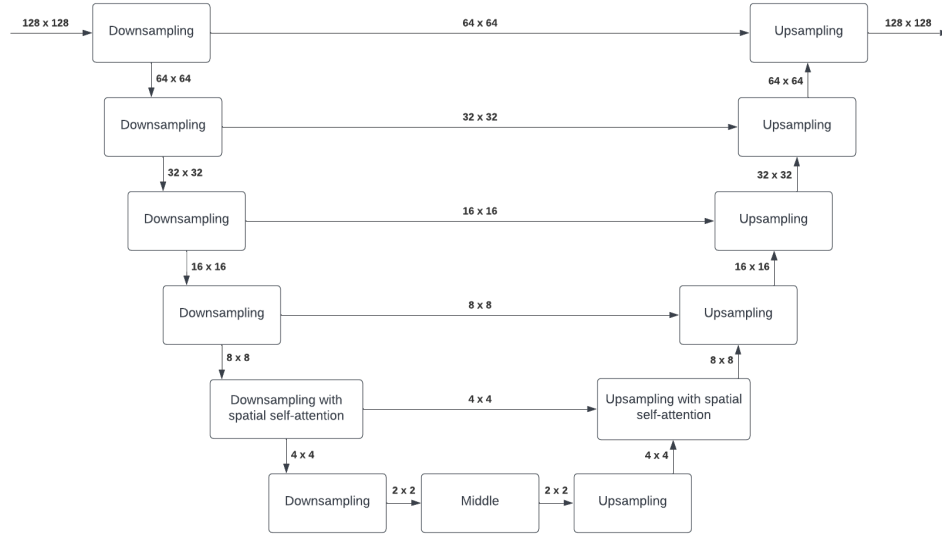 128 x 128
Downsampling
64 x 64
Upsampling
128 x 128
64 x 64
64 x 64
Downsampling
32 x 32
Upsampling
32 x 32
32 x 32
Downsampling
16 x 16
Upsampling
16 x 16
16 x 16
Downsampling
8 x 8
Upsampling
8 x 8
8 x 8
Downsampling with
spatial self-attention
4 x 4
Upsampling with spatial
self-attention
4 x 4
4 x 4
Downsampling
2 x 2
Middle
2 x 2
Upsampling